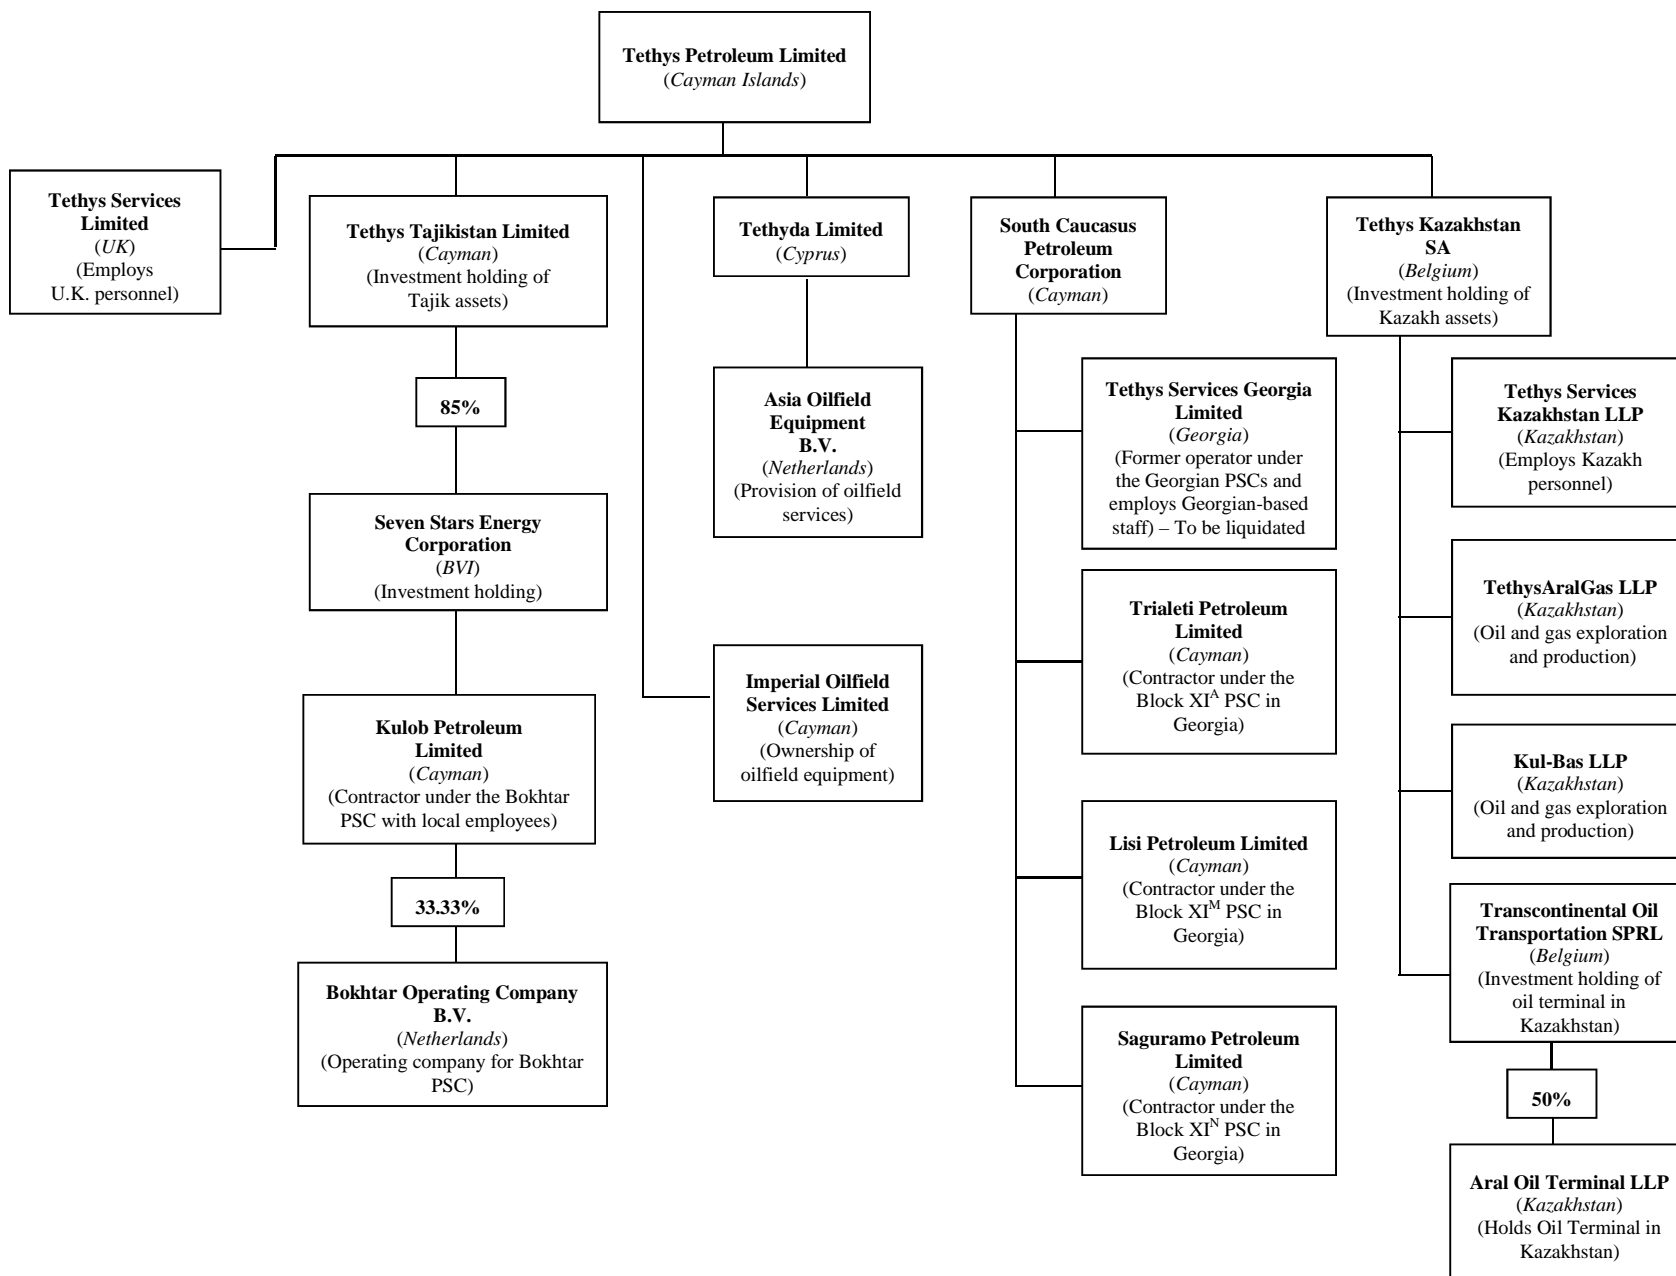 Tethys Petroleum Limited
(Cayman Islands)
Tethys Services
Limited
(UK)
(Employs
U.K. personnel)
Tethys Tajikistan Limited
(Cayman)
(Investment holding of
Tajik assets)
85%
Seven Stars Energy
Corporation
(BVI)
(Investment holding)
Kulob Petroleum
Limited
(Cayman)
(Contractor under the Bokhtar
PSC with local employees)
33.33%
Bokhtar Operating Company
B.V.
(Netherlands)
(Operating company for Bokhtar
PSC)
Tethyda Limited
(Cyprus)
Asia Oilfield
Equipment
B.V.
(Netherlands)
(Provision of oilfield
services)
Imperial Oilfield
Services Limited
(Cayman)
(Ownership of
oilfield equipment)
South Caucasus
Petroleum
Corporation
(Cayman)
Tethys Services Georgia
Limited
(Georgia)
(Former operator under
the Georgian PSCs and
employs Georgian-based
staff) – To be liquidated
Trialeti Petroleum
Limited
(Cayman)
(Contractor under the
Block XIA PSC in
Georgia)
Lisi Petroleum Limited
(Cayman)
(Contractor under the
Block XIM PSC in
Georgia)
Saguramo Petroleum
Limited
(Cayman)
(Contractor under the
Block XIN PSC in
Georgia)
Tethys Kazakhstan
SA
(Belgium)
(Investment holding of
Kazakh assets)
Tethys Services
Kazakhstan LLP
(Kazakhstan)
(Employs Kazakh
personnel)
TethysAralGas LLP
(Kazakhstan)
(Oil and gas exploration
and production)
Kul-Bas LLP
(Kazakhstan)
(Oil and gas exploration
and production)
Transcontinental Oil
Transportation SPRL
(Belgium)
(Investment holding of
oil terminal in
Kazakhstan)
50%
Aral Oil Terminal LLP
(Kazakhstan)
(Holds Oil Terminal in
Kazakhstan)